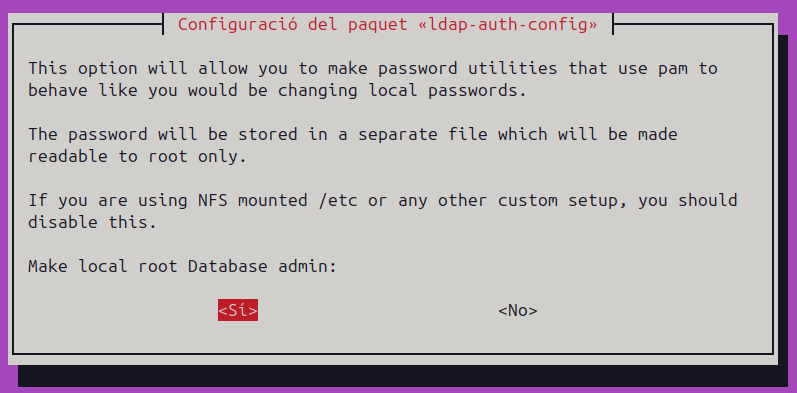 Configuració del paquet «ldap-auth-config»
This option will allow you to make password utilities that use pam to
behave like you would be changing local passwords.
The password will be stored in a separate file which will be made
readable to root only.
If you are using NFS mounted /etc or any other custom setup, you should
disable this.
Make local root Database admin:
<Sí> <No>